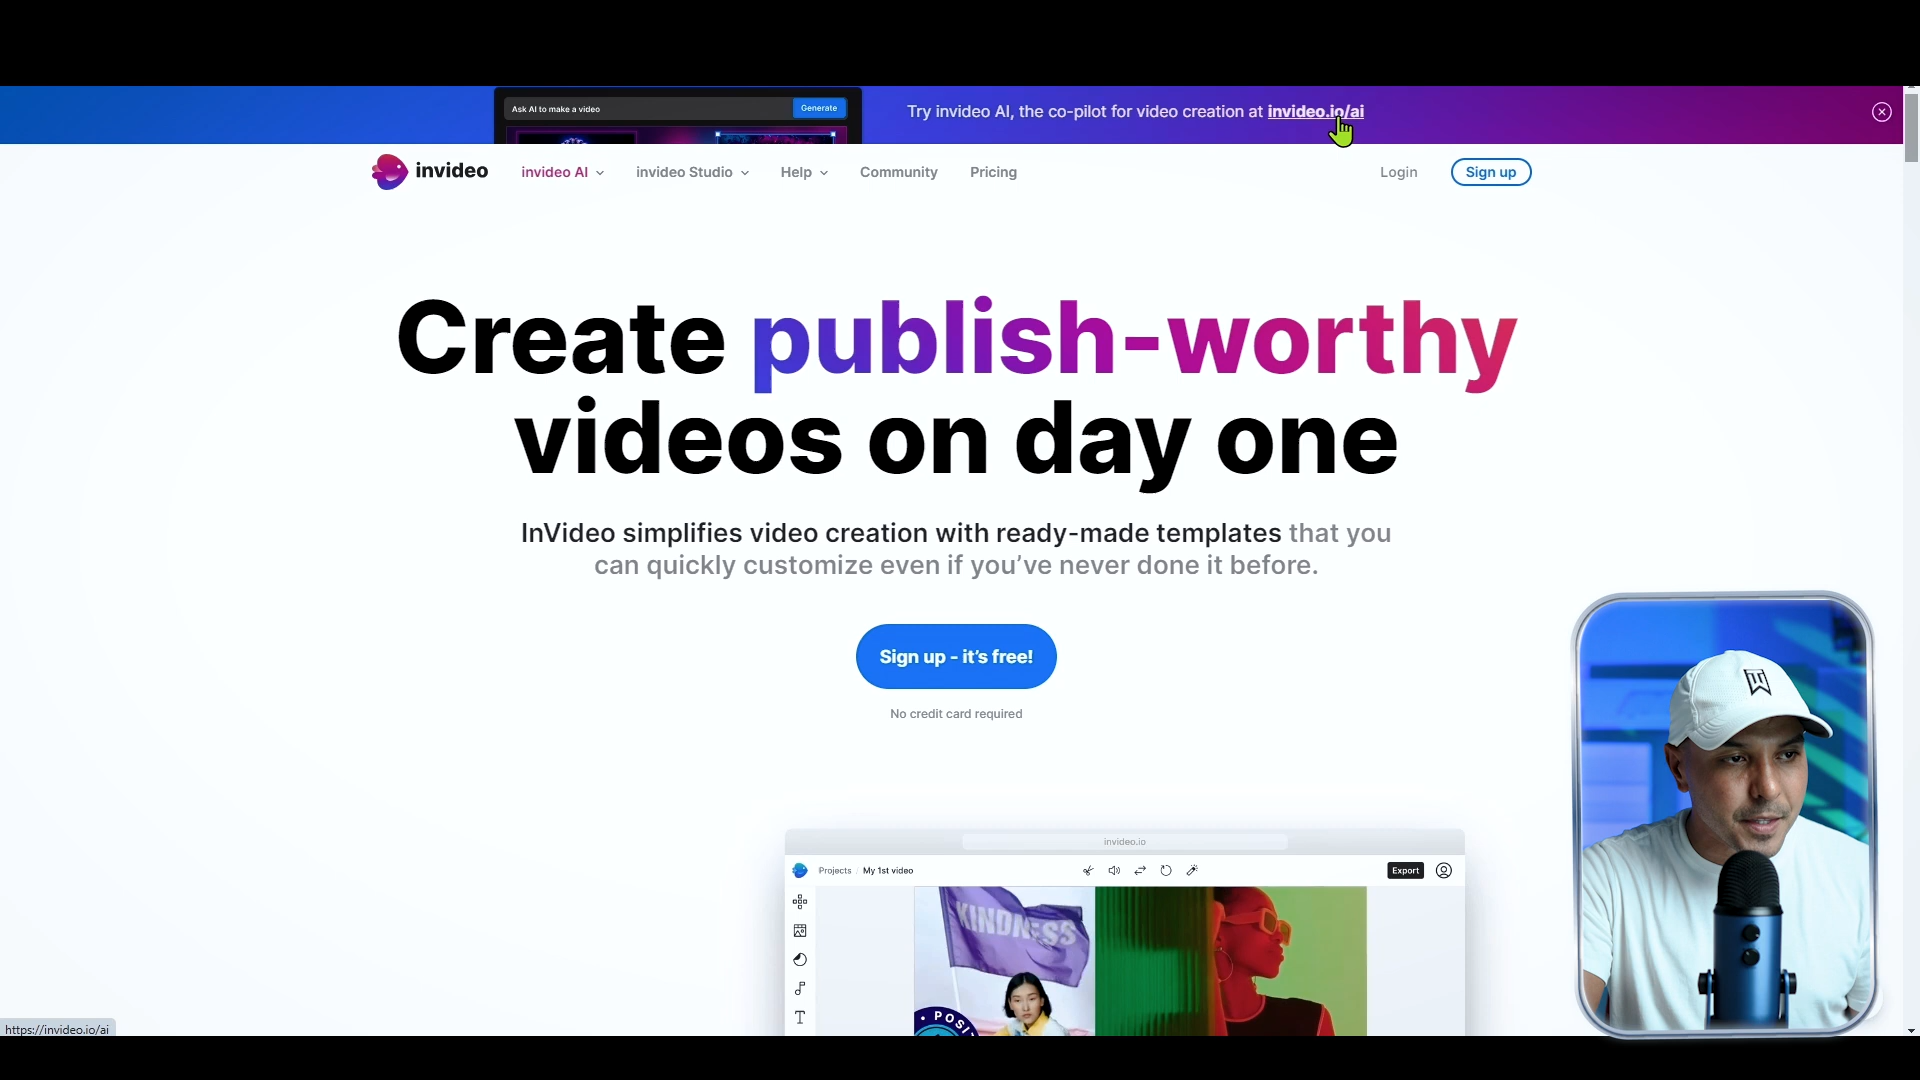 Ask AI to make a video
Generate
Try invideo AI, the co-pilot for video creation at invideo.io/ai
invideo
invideo AI
invideo Studio
Help
Community
Pricing
Login
Sign up
Create publish-worthy
videos on day one
InVideo simplifies video creation with ready-made templates that you
can quickly customize even if you’ve never done it before.
Sign up - it’s free!
No credit card required
invideo.io
Projects / My 1st video
Export
KINDNESS
• POSI
https://invideo.io/ai